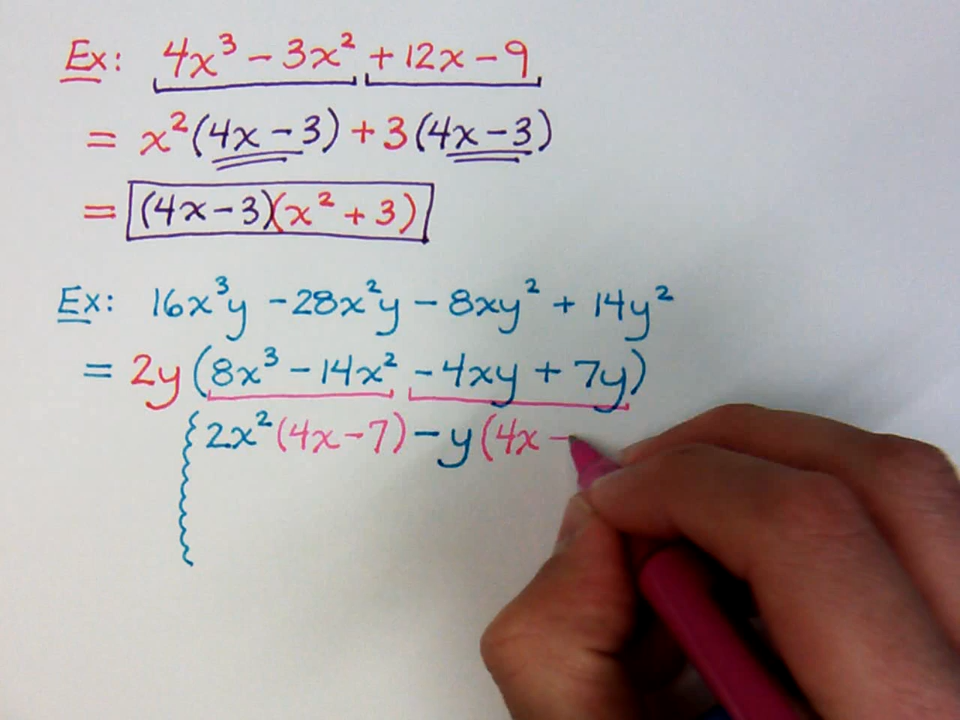 Ex: 4x³ - 3x² + 12x - 9
= x²(4x - 3) + 3(4x - 3)
= (4x - 3)(x² + 3)
Ex: 16x³y - 28x²y - 8xy² + 14y²
= 2y(8x³ - 14x² - 4xy + 7y)
2x²(4x - 7) - y(4x -